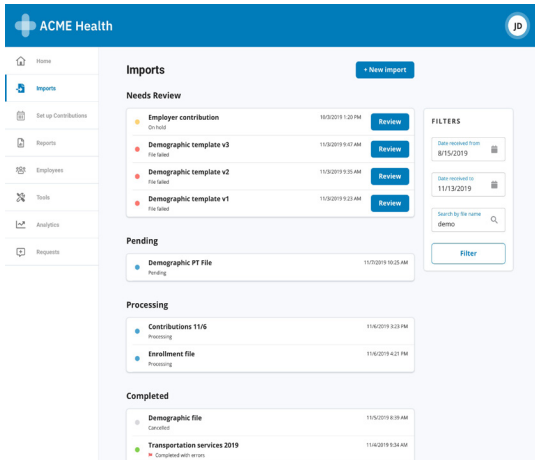 ACME Health
JD
Home
Imports
Set up Contributions
Reports
Employees
Tools
Analytics
Requests
Imports
+ New import
Needs Review
Employer contribution
10/3/2019 1:20 PM
On hold
Review
Demographic template v3
11/3/2019 9:47 AM
File failed
Review
Demographic template v2
11/3/2019 9:35 AM
File failed
Review
Demographic template v1
11/3/2019 9:23 AM
File failed
Review
Pending
Demographic PT File
11/7/2019 10:25 AM
Pending
Processing
Contributions 11/6
11/6/2019 3:23 PM
Processing
Enrollment file
11/6/2019 4:21 PM
Processing
Completed
Demographic file
11/5/2019 8:39 AM
Cancelled
Transportation services 2019
11/4/2019 9:34 AM
Completed with errors
FILTERS
Date received from
8/15/2019
Date received to
11/13/2019
Search by file name
demo
Filter